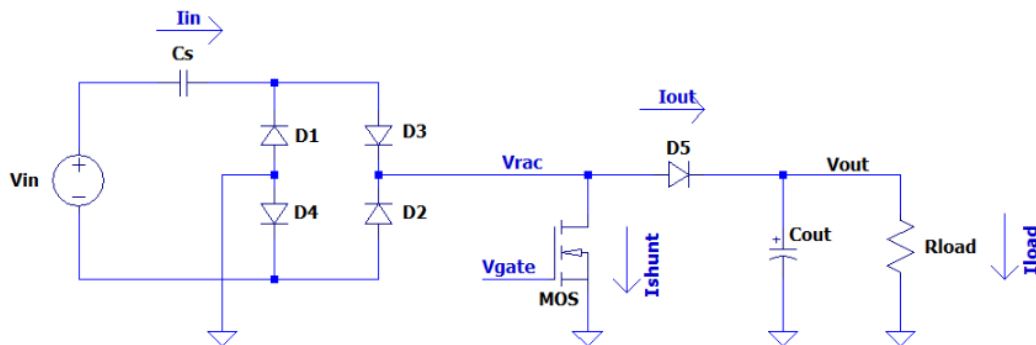 Iin
Cs
Iout
D1
D3
D5
Vrac
Vout
Vin
+
−
D4
D2
+
Cout
Rload
Iload
Ishunt
Vgate
MOS